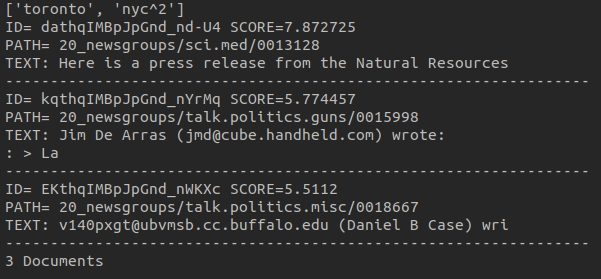 ['toronto', 'nyc^2']
ID= dathqIMBpJpGnd_nd-U4 SCORE=7.872725
PATH= 20_newsgroups/sci.med/0013128
TEXT: Here is a press release from the Natural Resources
-----------------------------------------------------------------
ID= kqthqIMBpJpGnd_nYrMq SCORE=5.774457
PATH= 20_newsgroups/talk.politics.guns/0015998
TEXT: Jim De Arras (jmd@cube.handheld.com) wrote:
: > La
-----------------------------------------------------------------
ID= EKthqIMBpJpGnd_nWKXc SCORE=5.5112
PATH= 20_newsgroups/talk.politics.misc/0018667
TEXT: v140pxgt@ubvmsb.cc.buffalo.edu (Daniel B Case) wri
-----------------------------------------------------------------
3 Documents